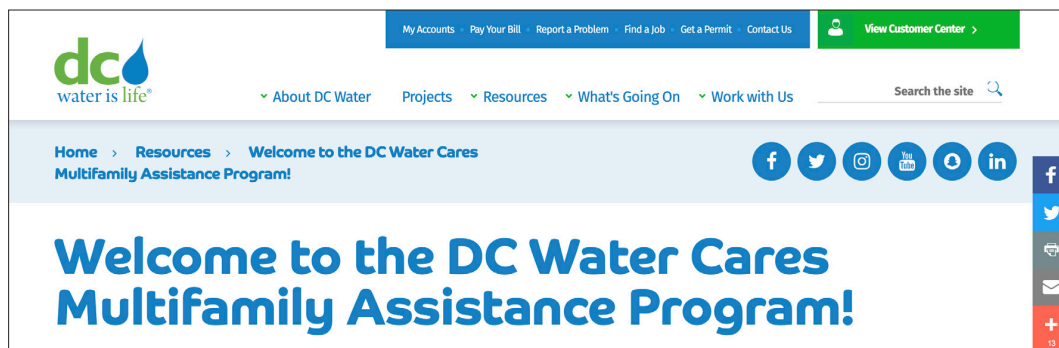 My Accounts Pay Your Bill Report a Problem Find a Job Get a Permit Contact Us
View Customer Center >
dc
water is life®
About DC Water Projects Resources What's Going On Work with Us
Search the site
Home > Resources > Welcome to the DC Water Cares
Multifamily Assistance Program!
You
Tube
Welcome to the DC Water Cares
Multifamily Assistance Program!
13